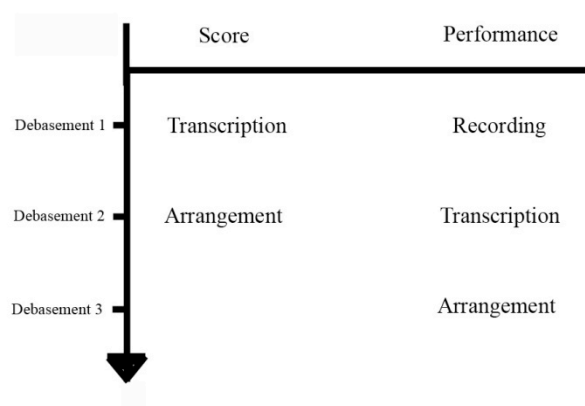 Score Performance
Debasement 1 Transcription Recording
Debasement 2 Arrangement Transcription
Debasement 3 Arrangement